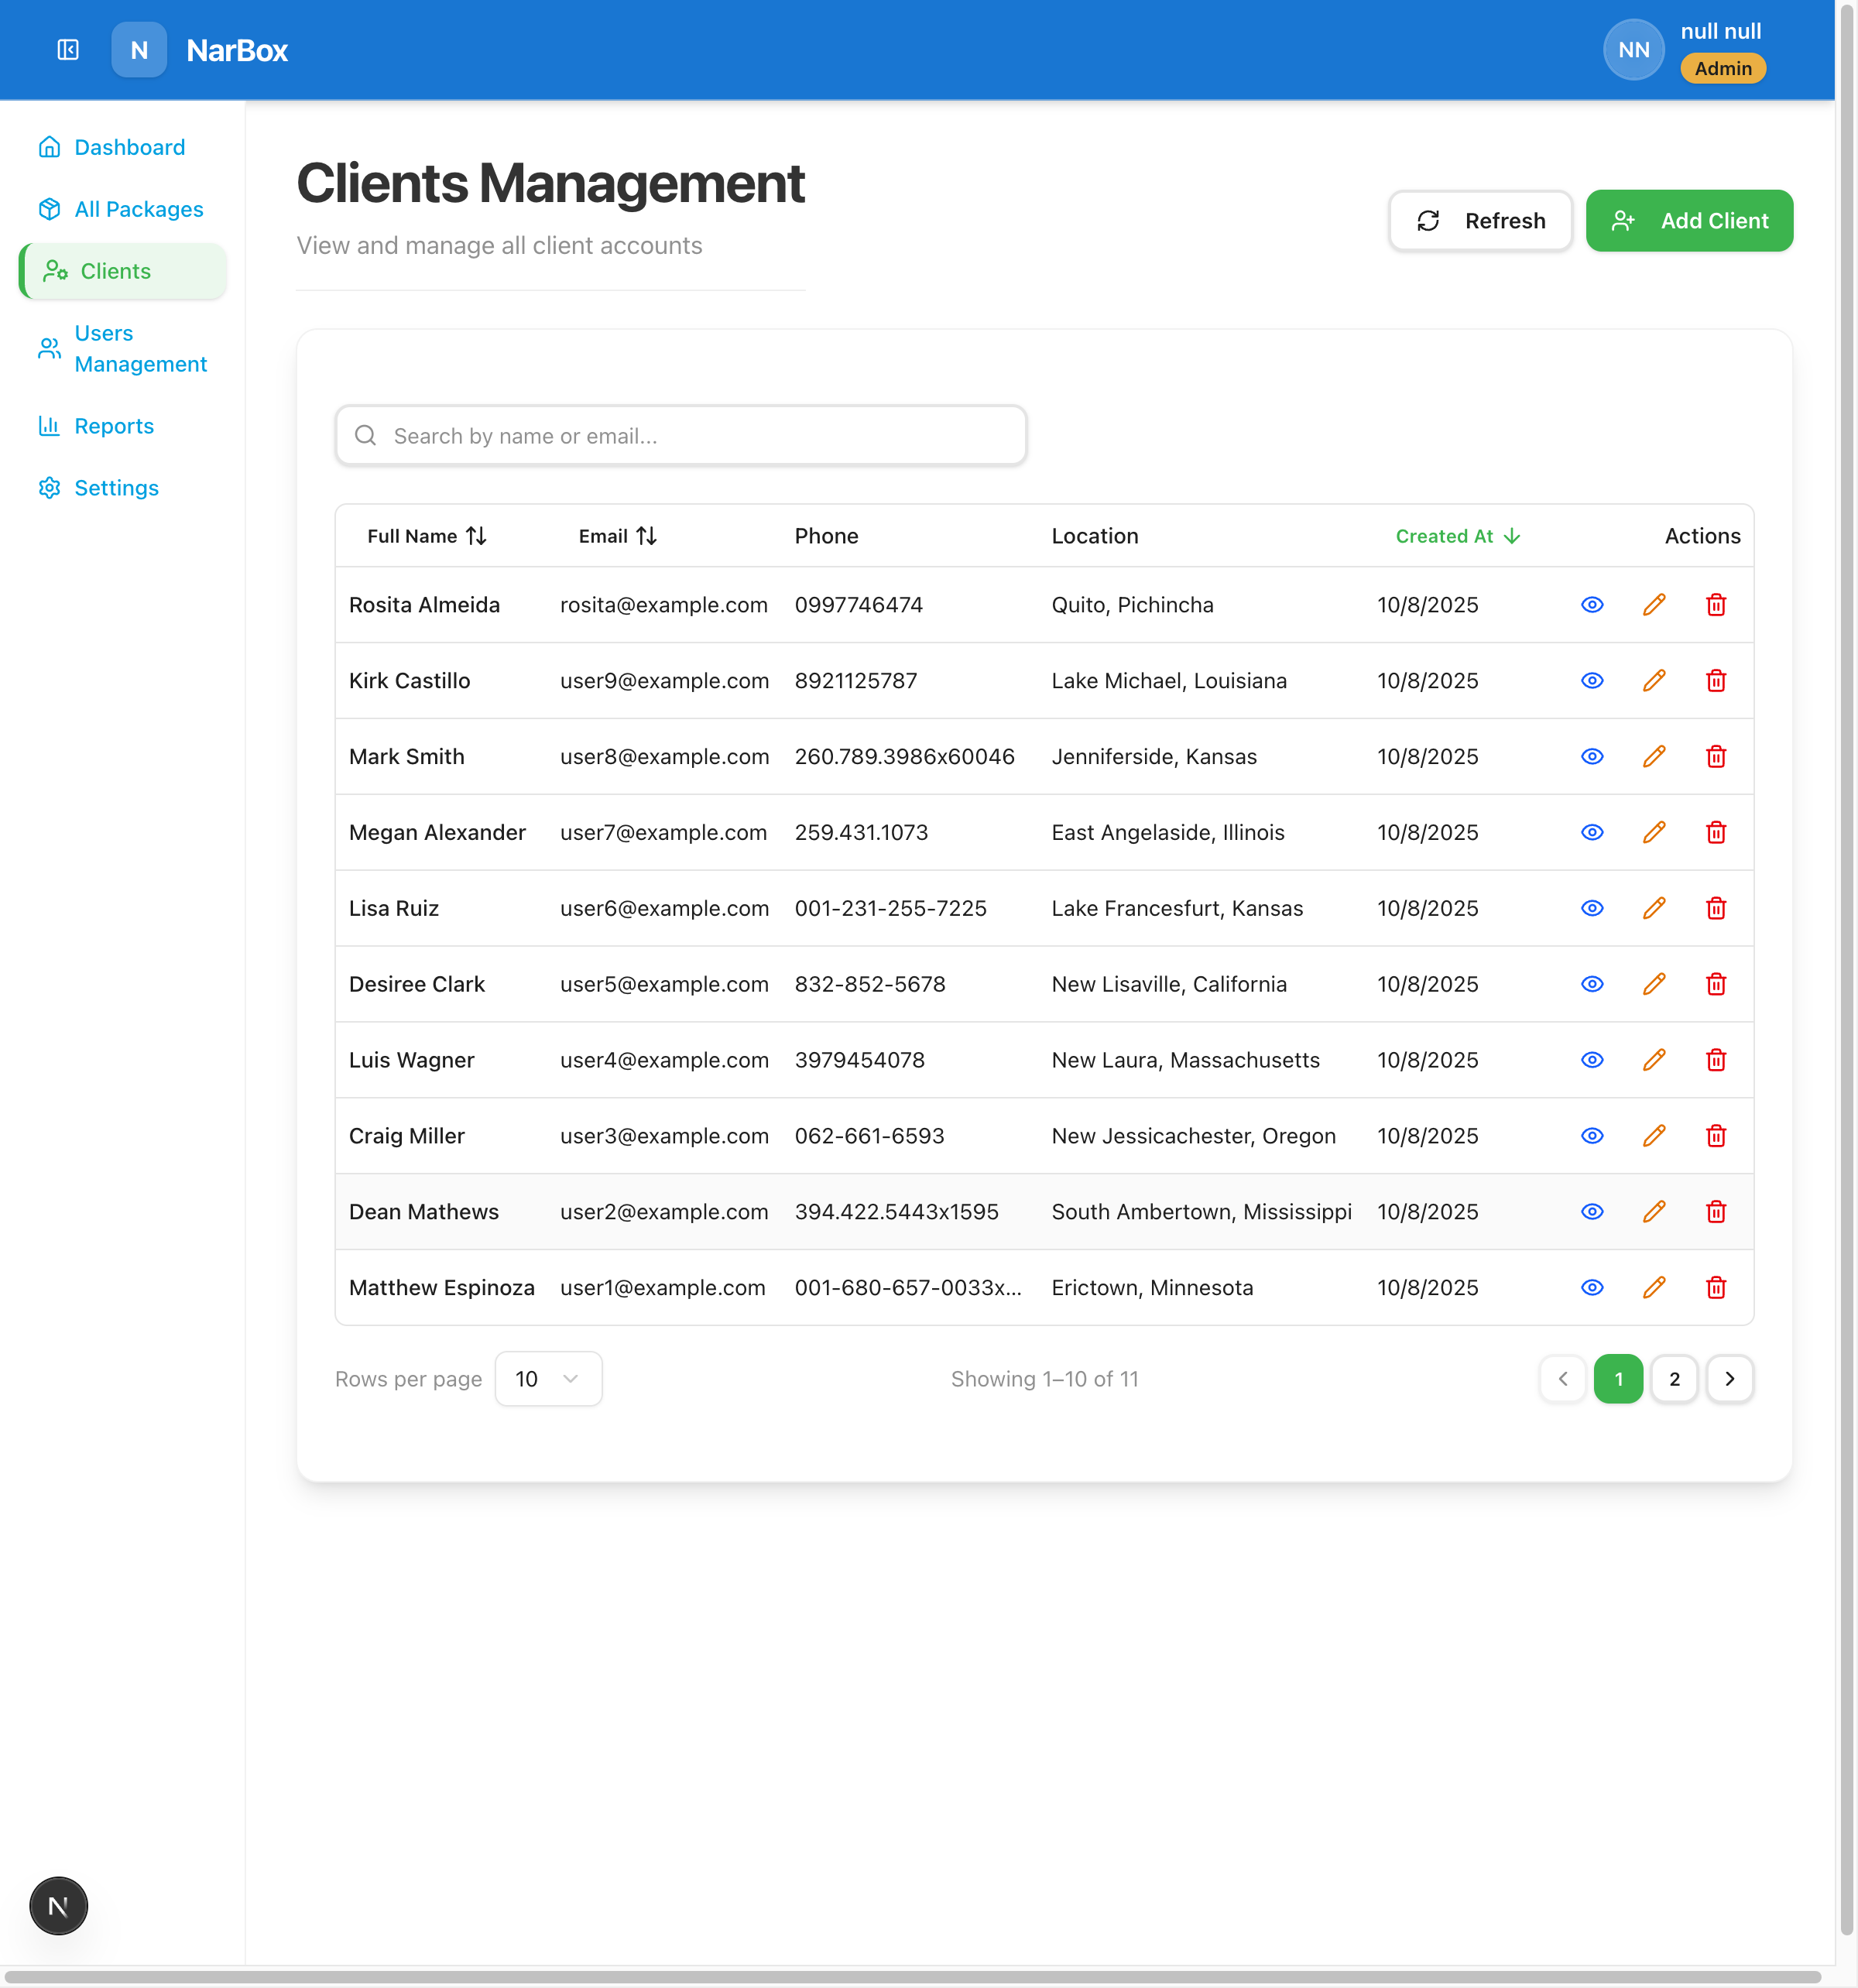 N NarBox
NN null null
Admin
Dashboard
All Packages
Clients
Users
Management
Reports
Settings
Clients Management
View and manage all client accounts
Refresh
Add Client
Search by name or email...
Full Name Email Phone Location Created At Actions
Rosita Almeida rosita@example.com 0997746474 Quito, Pichincha 10/8/2025
Kirk Castillo user9@example.com 8921125787 Lake Michael, Louisiana 10/8/2025
Mark Smith user8@example.com 260.789.3986x60046 Jenniferside, Kansas 10/8/2025
Megan Alexander user7@example.com 259.431.1073 East Angelaside, Illinois 10/8/2025
Lisa Ruiz user6@example.com 001-231-255-7225 Lake Francesfurt, Kansas 10/8/2025
Desiree Clark user5@example.com 832-852-5678 New Lisaville, California 10/8/2025
Luis Wagner user4@example.com 3979454078 New Laura, Massachusetts 10/8/2025
Craig Miller user3@example.com 062-661-6593 New Jessicachester, Oregon 10/8/2025
Dean Mathews user2@example.com 394.422.5443x1595 South Ambertown, Mississippi 10/8/2025
Matthew Espinoza user1@example.com 001-680-657-0033x... Erictown, Minnesota 10/8/2025
Rows per page 10 Showing 1–10 of 11 1 2
N